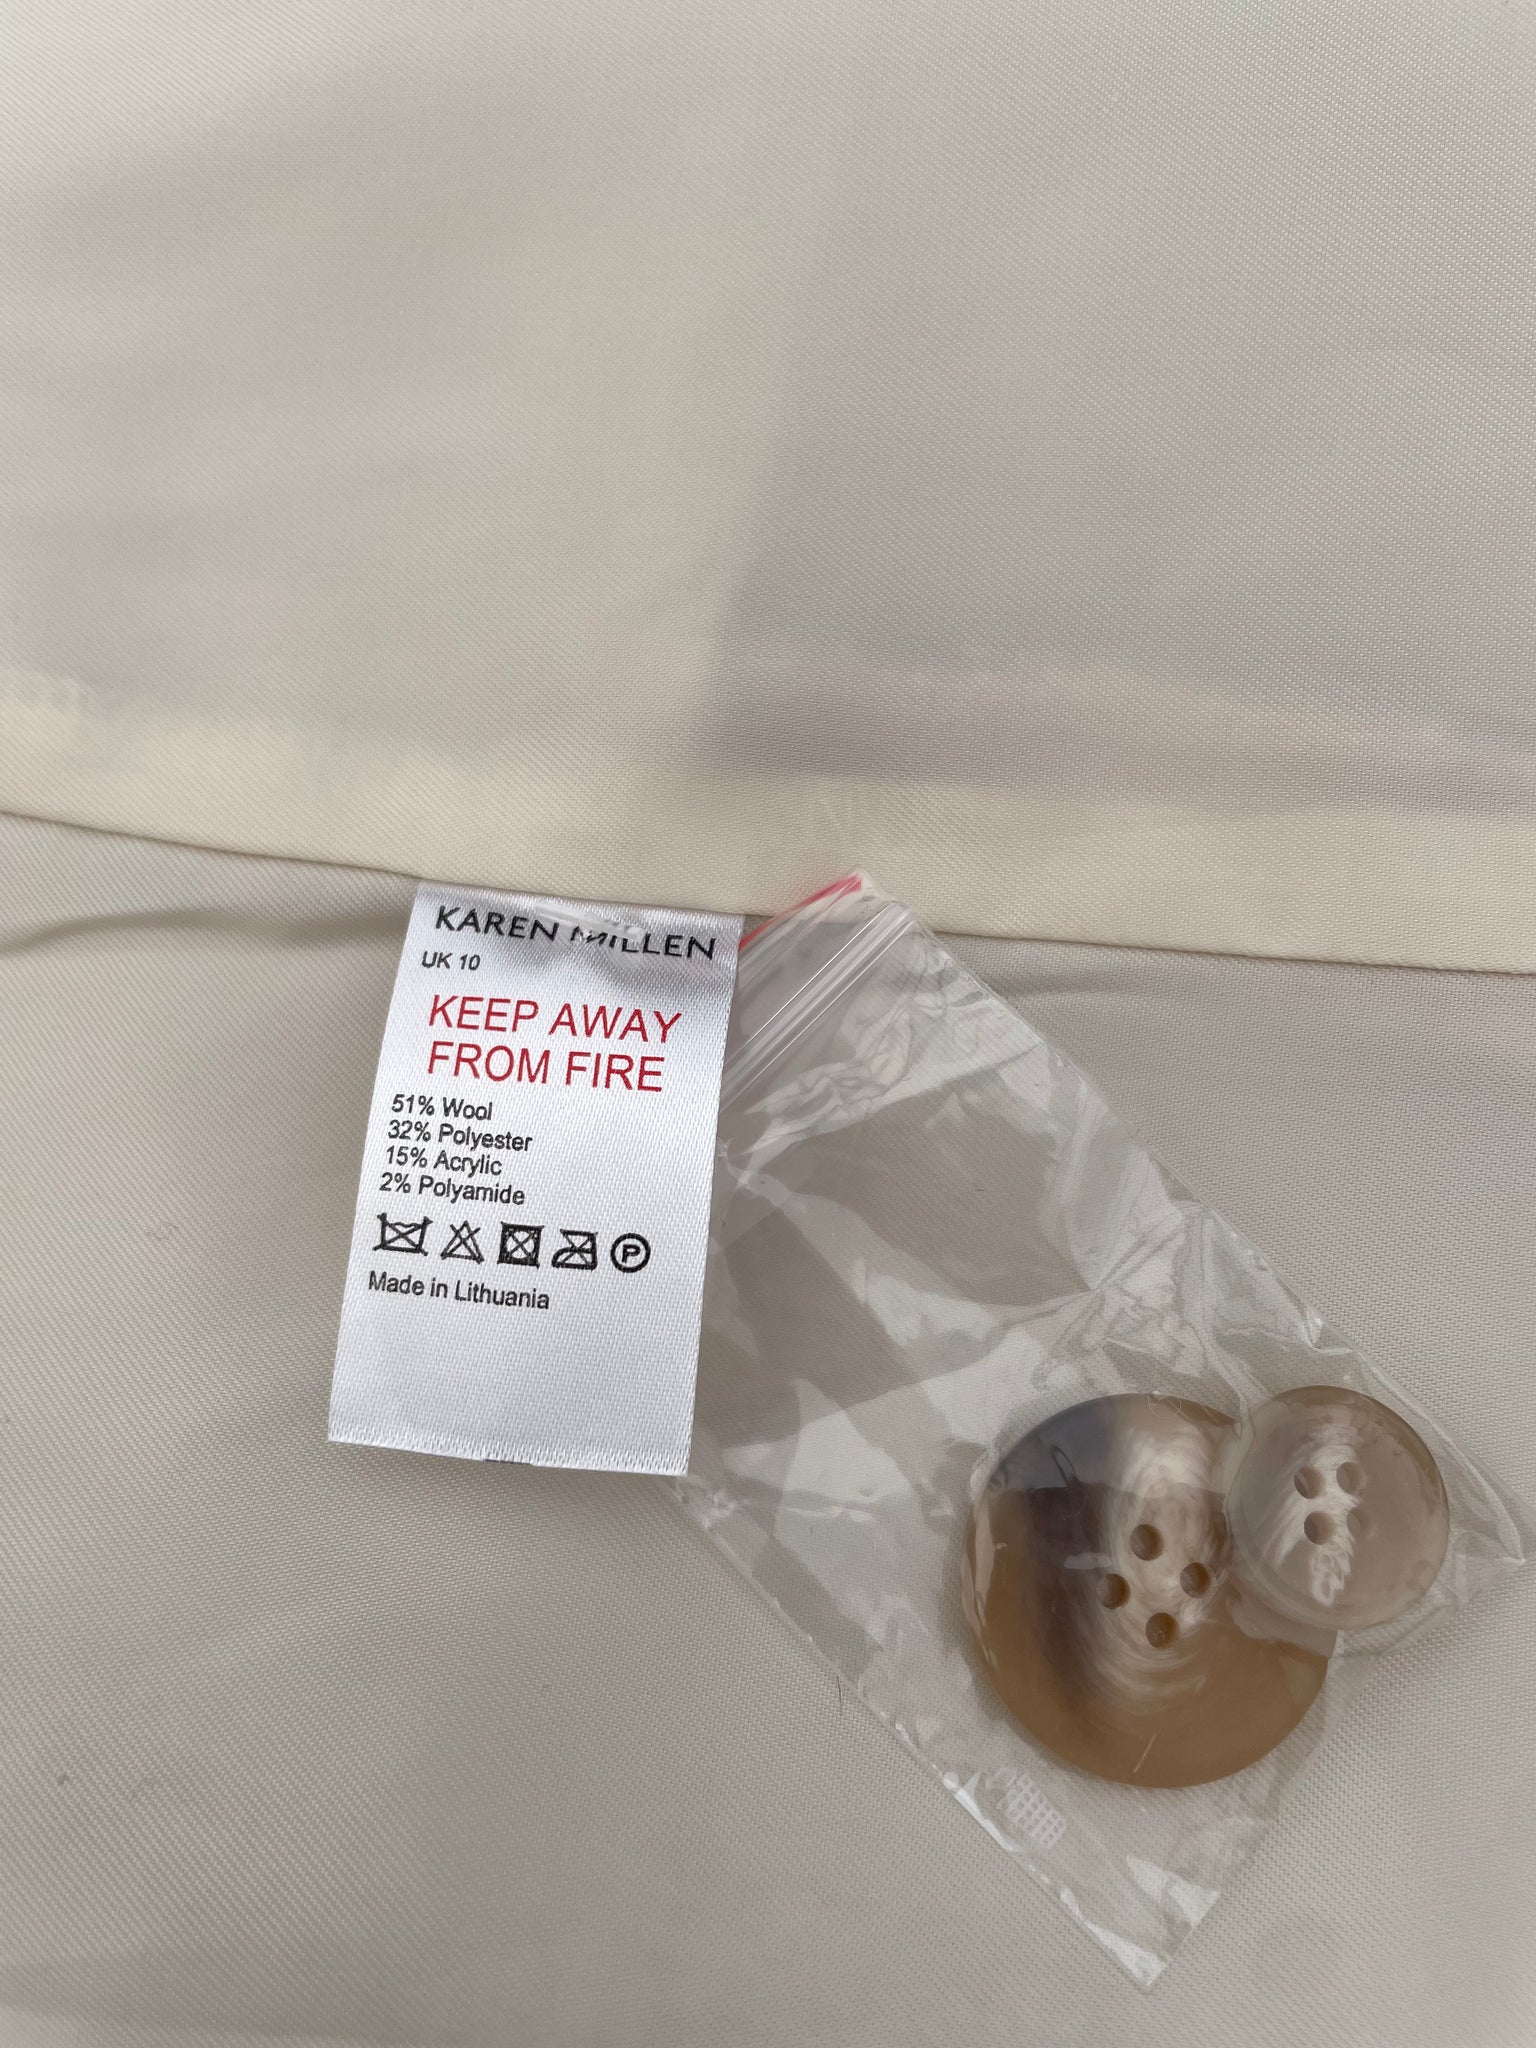 KAREN MILLEN
UK 10
KEEP AWAY
FROM FIRE
51% Wool
32% Polyester
15% Acrylic
2% Polyamide
P
Made in Lithuania